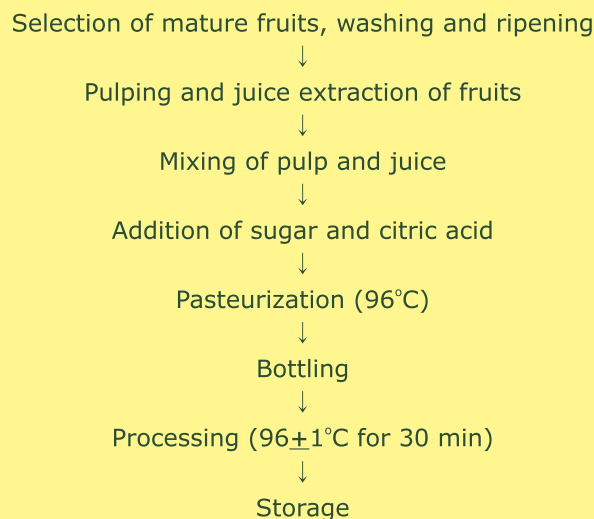 Selection of mature fruits, washing and ripening
↓
Pulping and juice extraction of fruits
↓
Mixing of pulp and juice
↓
Addition of sugar and citric acid
↓
Pasteurization (96°C)
↓
Bottling
↓
Processing (96±1°C for 30 min)
↓
Storage